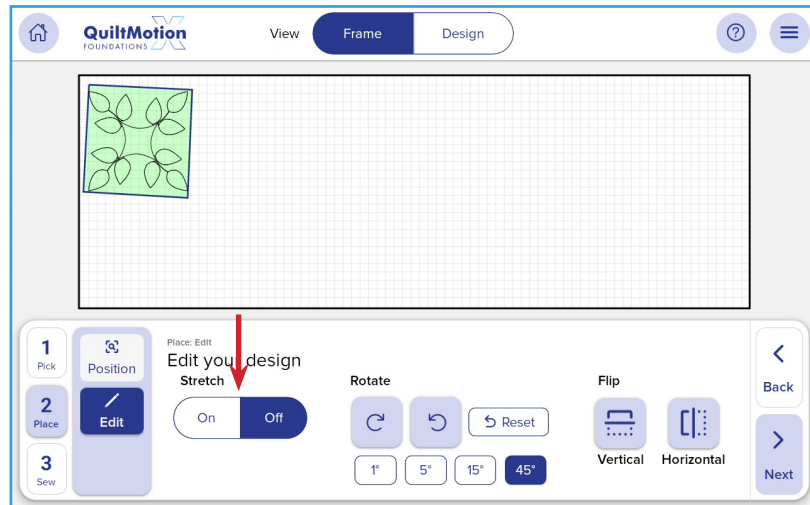 QuiltMotion X
FOUNDATIONS
View
Frame
Design
?
1
Pick
2
Place
3
Sew
Position
Edit
Place: Edit
Edit your design
Stretch
On
Off
Rotate
Reset
1°
5°
15°
45°
Flip
Vertical
Horizontal
Back
Next